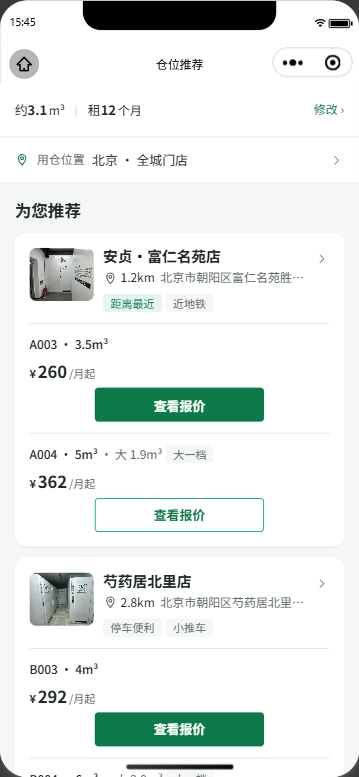 15:45
仓位推荐
约3.1m³ 租12个月 修改 ›
用仓位置 北京 · 全城门店
为您推荐
安贞·富仁名苑店
1.2km 北京市朝阳区富仁名苑胜…
距离最近 近地铁
A003 · 3.5m³
¥260/月起
查看报价
A004 · 5m³ · 大 1.9m³ 大一档
¥362/月起
查看报价
芍药居北里店
2.8km 北京市朝阳区芍药居北里…
停车便利 小推车
B003 · 4m³
¥292/月起
查看报价